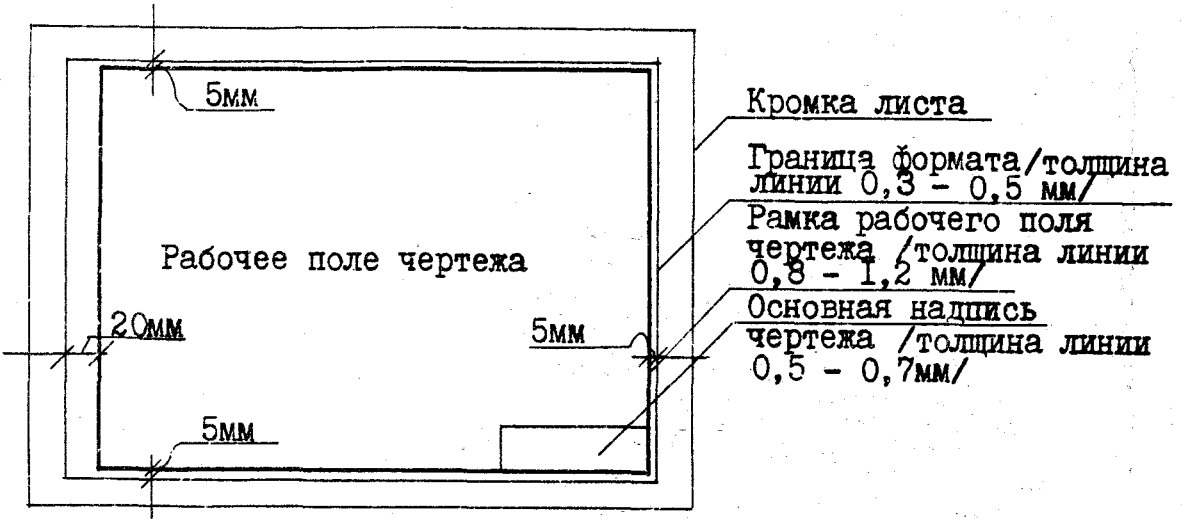 5мм
Кромка листа
Граница формата/толщина
линии 0,3 - 0,5 мм/
Рамка рабочего поля
чертежа /толщина линии
0,8 - 1,2 мм/
Рабочее поле чертежа
Основная надпись
чертежа /толщина линии
0,5 - 0,7мм/
20мм
5мм
5мм